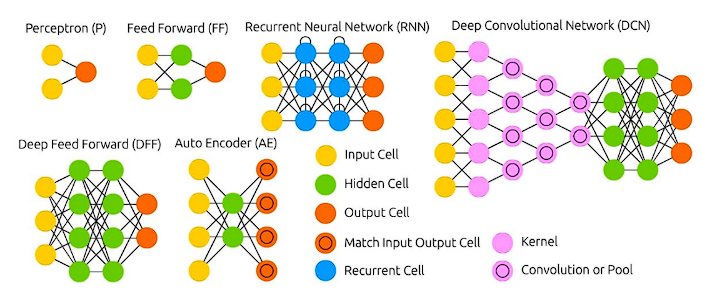 Perceptron (P)
Feed Forward (FF)
Recurrent Neural Network (RNN)
Deep Convolutional Network (DCN)
Deep Feed Forward (DFF)
Auto Encoder (AE)
Input Cell
Hidden Cell
Output Cell
Match Input Output Cell
Recurrent Cell
Kernel
Convolution or Pool